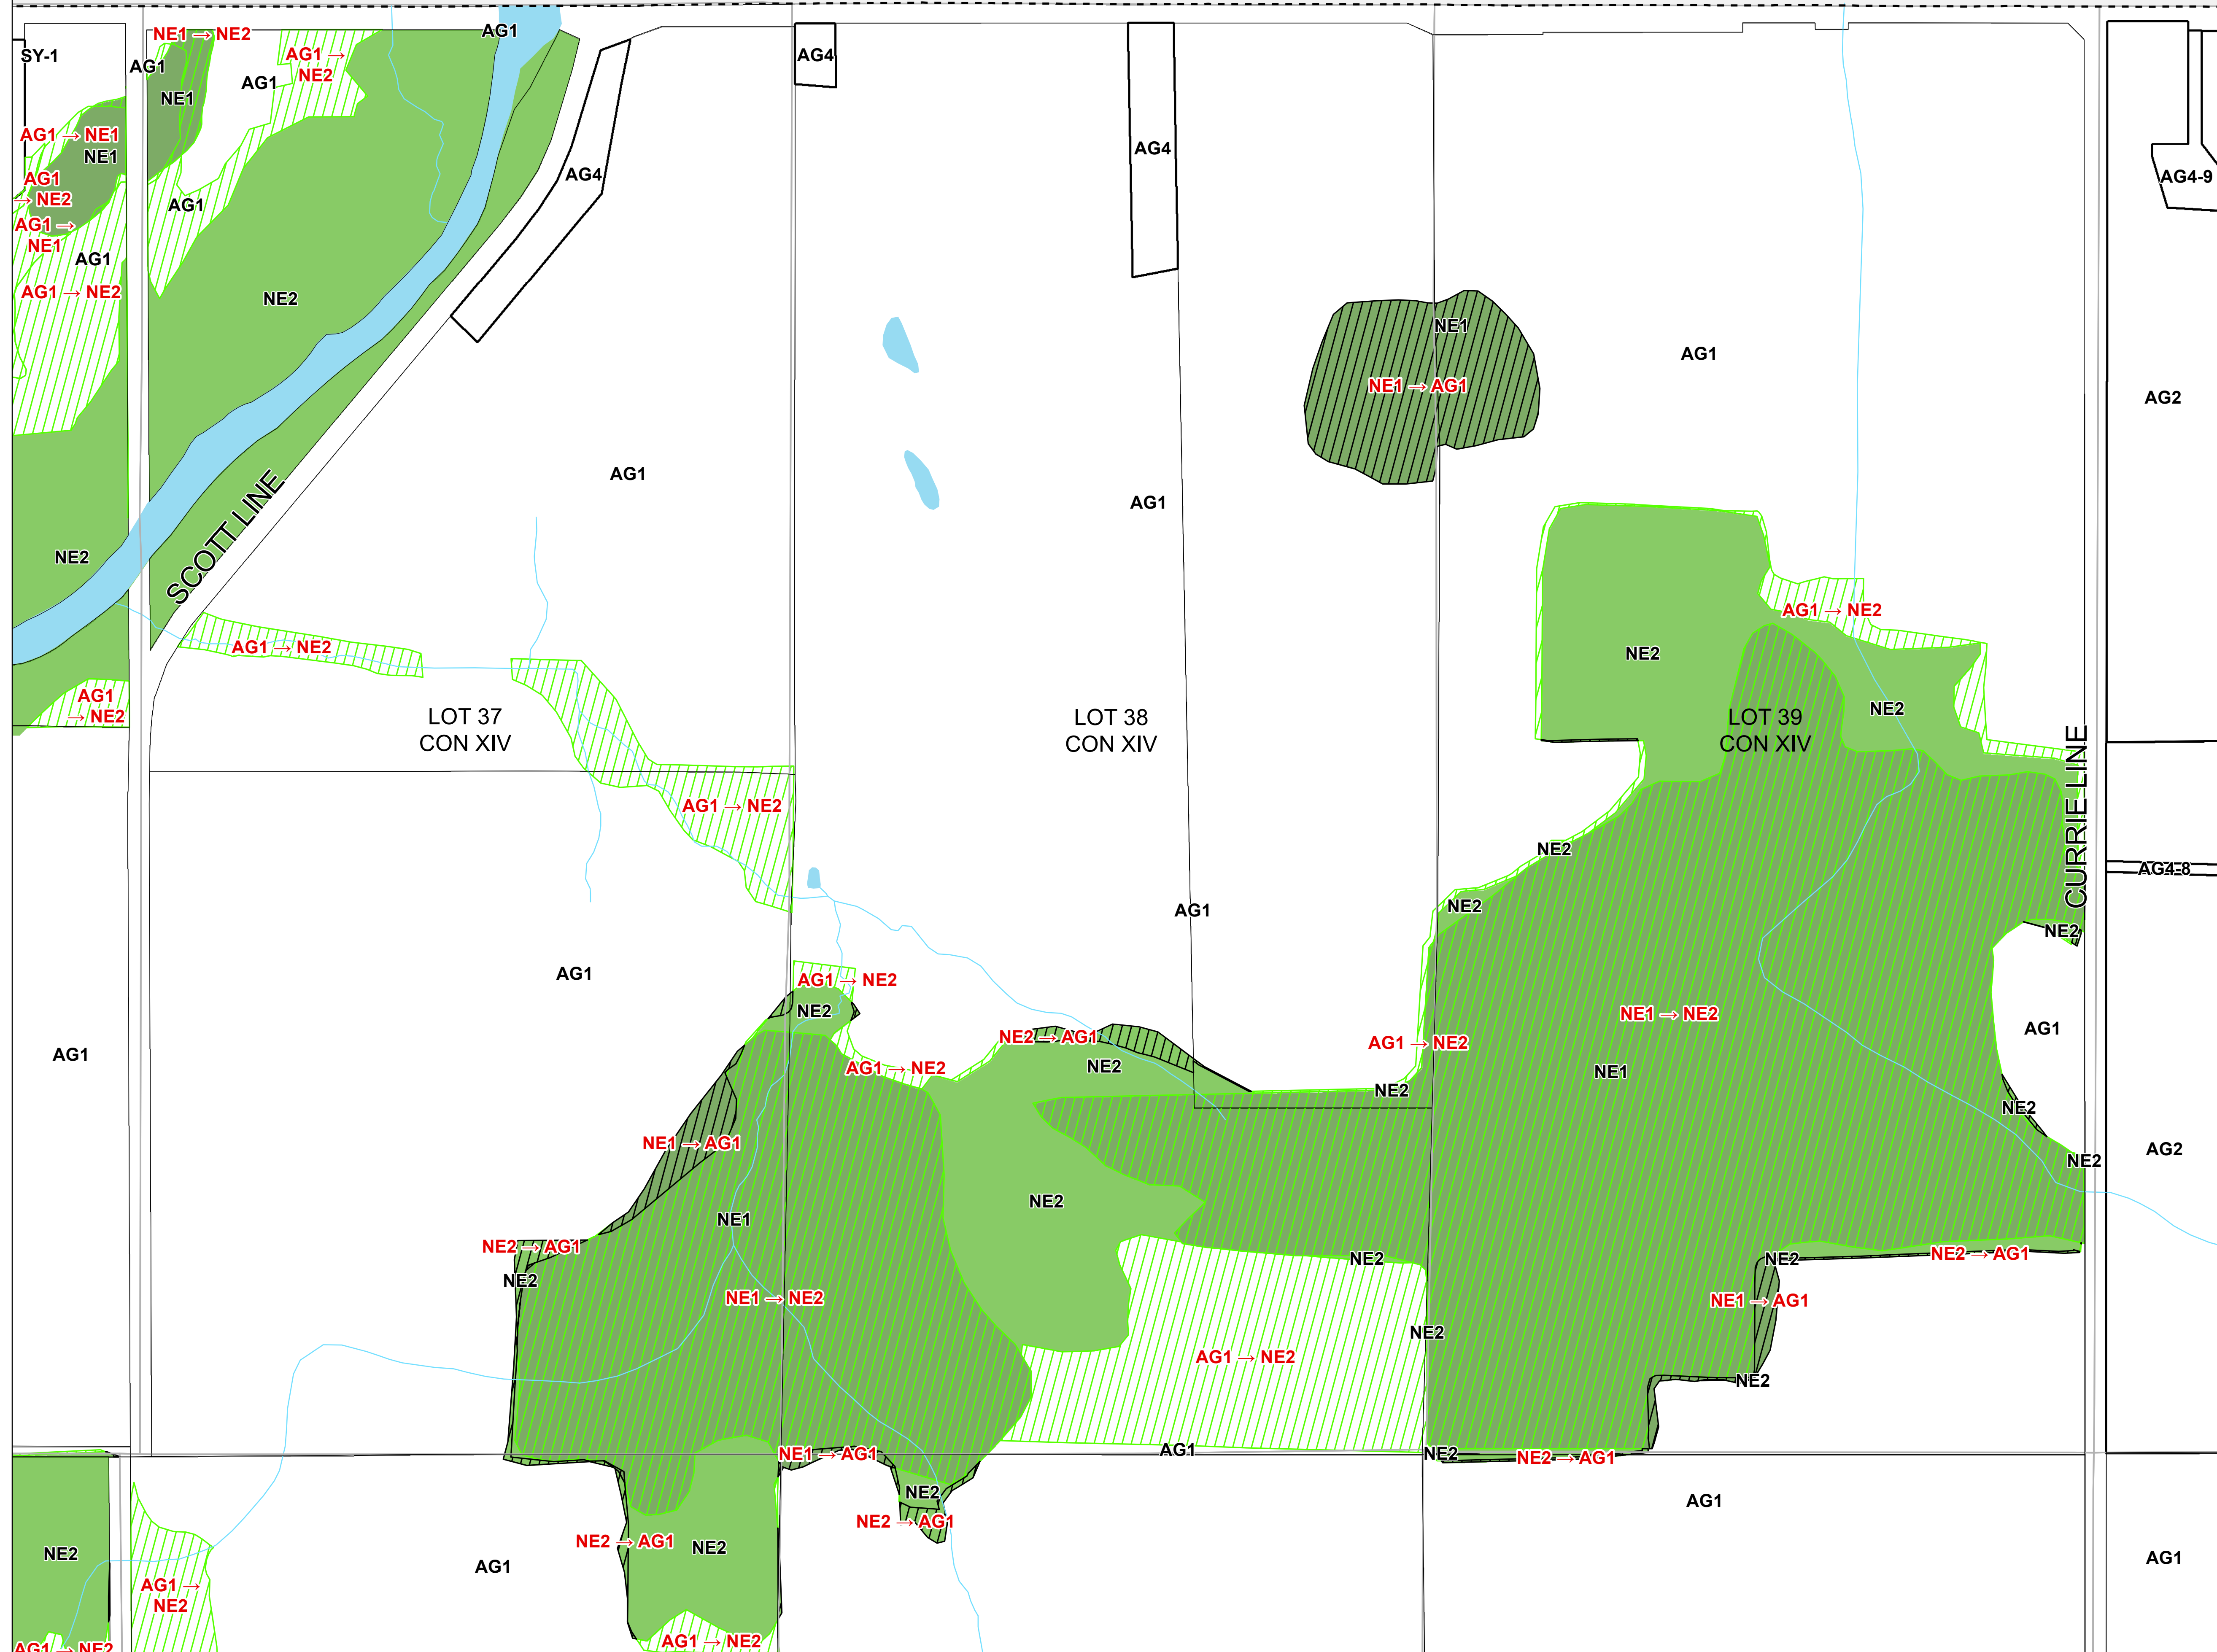 NE1 → NE2
AG1
AG1 →
NE2
SY-1
AG1
AG1
NE1
AG4
AG4
AG4
AG4-9
AG1 → NE1
NE1
AG1
→ NE2
AG1 →
NE1
AG1
AG1
AG1 → NE2
NE2
NE1
NE1 → AG1
AG1
AG2
AG1
AG1
SCOTT LINE
NE2
AG1 → NE2
AG1 → NE2
NE2
AG1
→ NE2
NE2
LOT 37
CON XIV
LOT 38
CON XIV
LOT 39
CON XIV
CURRIE LINE
AG1 → NE2
NE2
AG4-8
NE2
AG1
NE2
AG1
AG1 → NE2
NE2
NE2 → AG1
AG1 → NE2
NE1 → NE2
AG1
AG1
AG1 → NE2
NE2
NE2
NE1
NE2
NE1 → AG1
AG2
NE2
NE2
NE1
NE2 → AG1
NE2
NE2
NE2
NE2 → AG1
NE1 → NE2
NE1 → AG1
NE2
AG1 → NE2
NE2
NE1 → AG1
AG1
NE2
NE2 → AG1
NE2
AG1
NE2 → AG1
NE2 → AG1
NE2
NE2
AG1
AG1
AG1 →
NE2
AG1 → NE2
AG1 → NE2